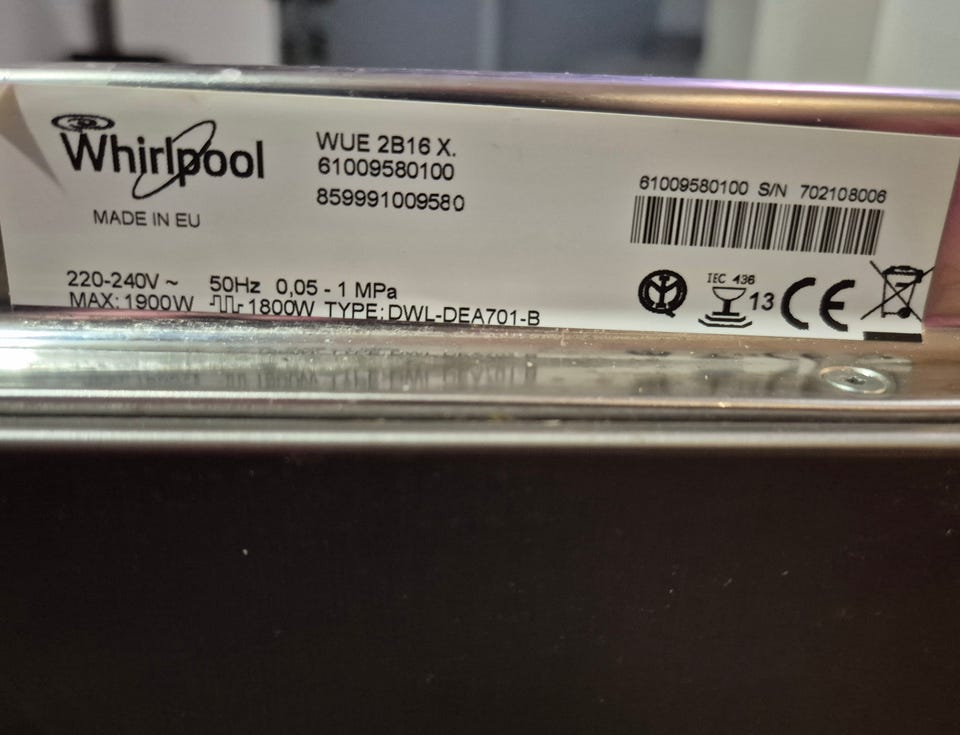 Whirlpool
MADE IN EU
WUE 2B16 X.
61009580100
859991009580
61009580100 S/N 702108006
220-240V ~ 50Hz 0,05 - 1 MPa
MAX: 1900W 1800W TYPE: DWL-DEA701-B
IEC 436
13
CE